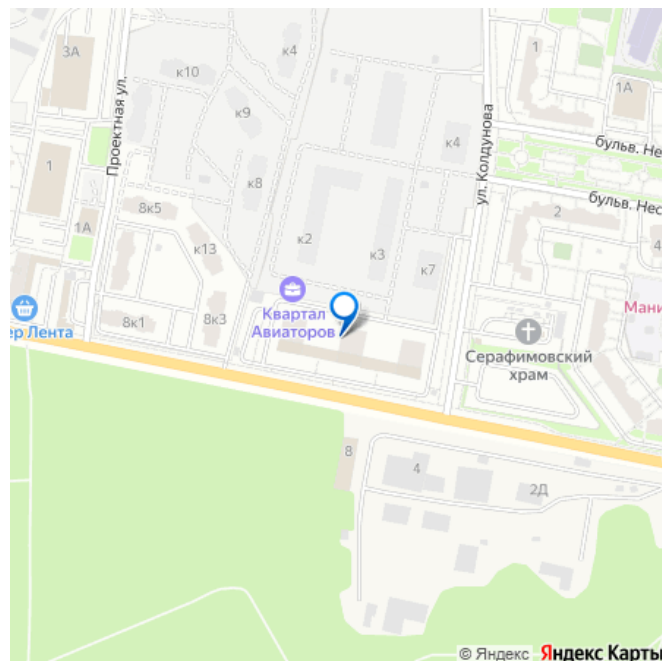 3А
к4
1
к10
1А
Проектная ул.
к9
ул. Колдунова
к4
бульв. Нес
1
к8
бульв. Нес
8к5
2
1А
к13
к2
к3
4
к7
Квартал
Авиаторов
Мани
ер Лента
8к1
8к3
Серафимовский
храм
8
4
2Д
© Яндекс Яндекс Карты